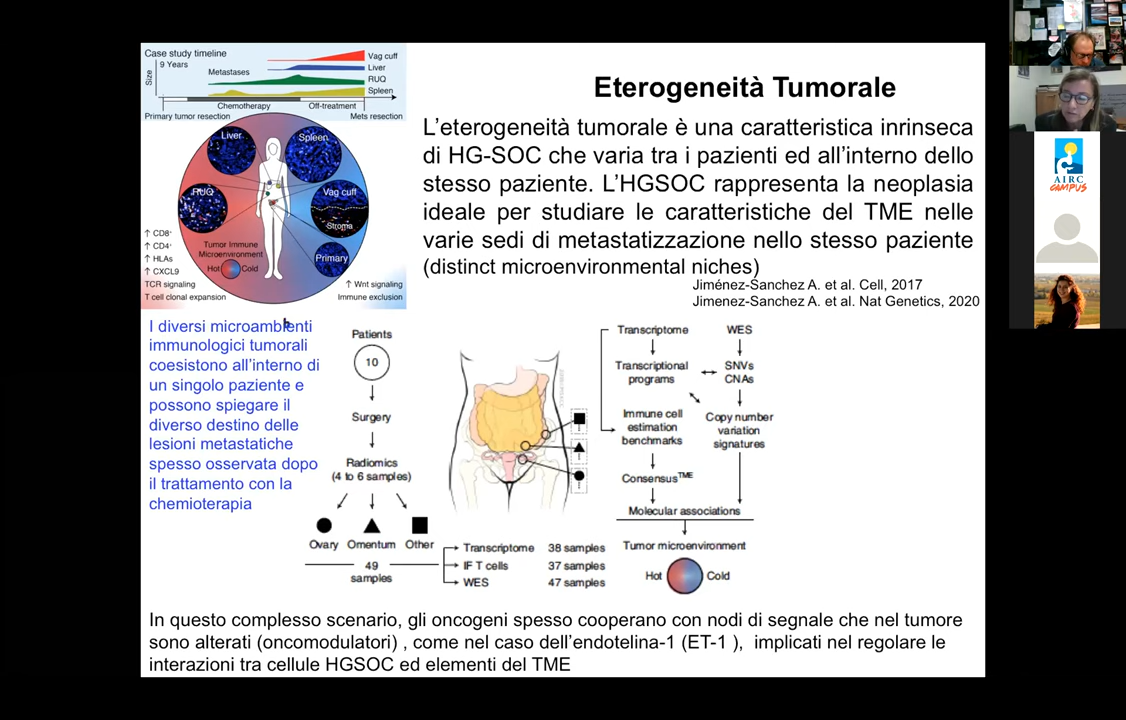 Case study timeline
9 Years
Size
Metastases
Vag cuff
Liver
RUQ
Spleen
Chemotherapy
Off-treatment
Primary tumor resection
Mets resection
Liver
Spleen
RUQ
Vag cuff
Stroma
Primary
Tumor Immune
Microenvironment
Hot
Cold
↑ CD8⁺
↑ CD4⁺
↑ HLAs
↑ CXCL9
TCR signaling
T cell clonal expansion
↑ Wnt signaling
Immune exclusion
Eterogeneità Tumorale
L'eterogeneità tumorale è una caratteristica inrinseca
di HG-SOC che varia tra i pazienti ed all'interno dello
stesso paziente. L'HGSOC rappresenta la neoplasia
ideale per studiare le caratteristiche del TME nelle
varie sedi di metastatizzazione nello stesso paziente
(distinct microenvironmental niches)
Jiménez-Sanchez A. et al. Cell, 2017
Jimenez-Sanchez A. et al. Nat Genetics, 2020
I diversi microambienti
immunologici tumorali
coesistono all'interno di
un singolo paziente e
possono spiegare il
diverso destino delle
lesioni metastatiche
spesso osservata dopo
il trattamento con la
chemioterapia
Patients
10
Surgery
Radiomics
(4 to 6 samples)
Ovary Omentum Other
49
samples
Transcriptome 38 samples
IF T cells 37 samples
WES 47 samples
Transcriptome
WES
Transcriptional
programs
SNVs
CNAs
Immune cell
estimation
benchmarks
Copy number
variation
signatures
Consensusᵀᴹᴱ
Molecular associations
Tumor microenvironment
Hot
Cold
In questo complesso scenario, gli oncogeni spesso cooperano con nodi di segnale che nel tumore
sono alterati (oncomodulatori) , come nel caso dell'endotelina-1 (ET-1 ), implicati nel regolare le
interazioni tra cellule HGSOC ed elementi del TME
AIRC
CAMPUS